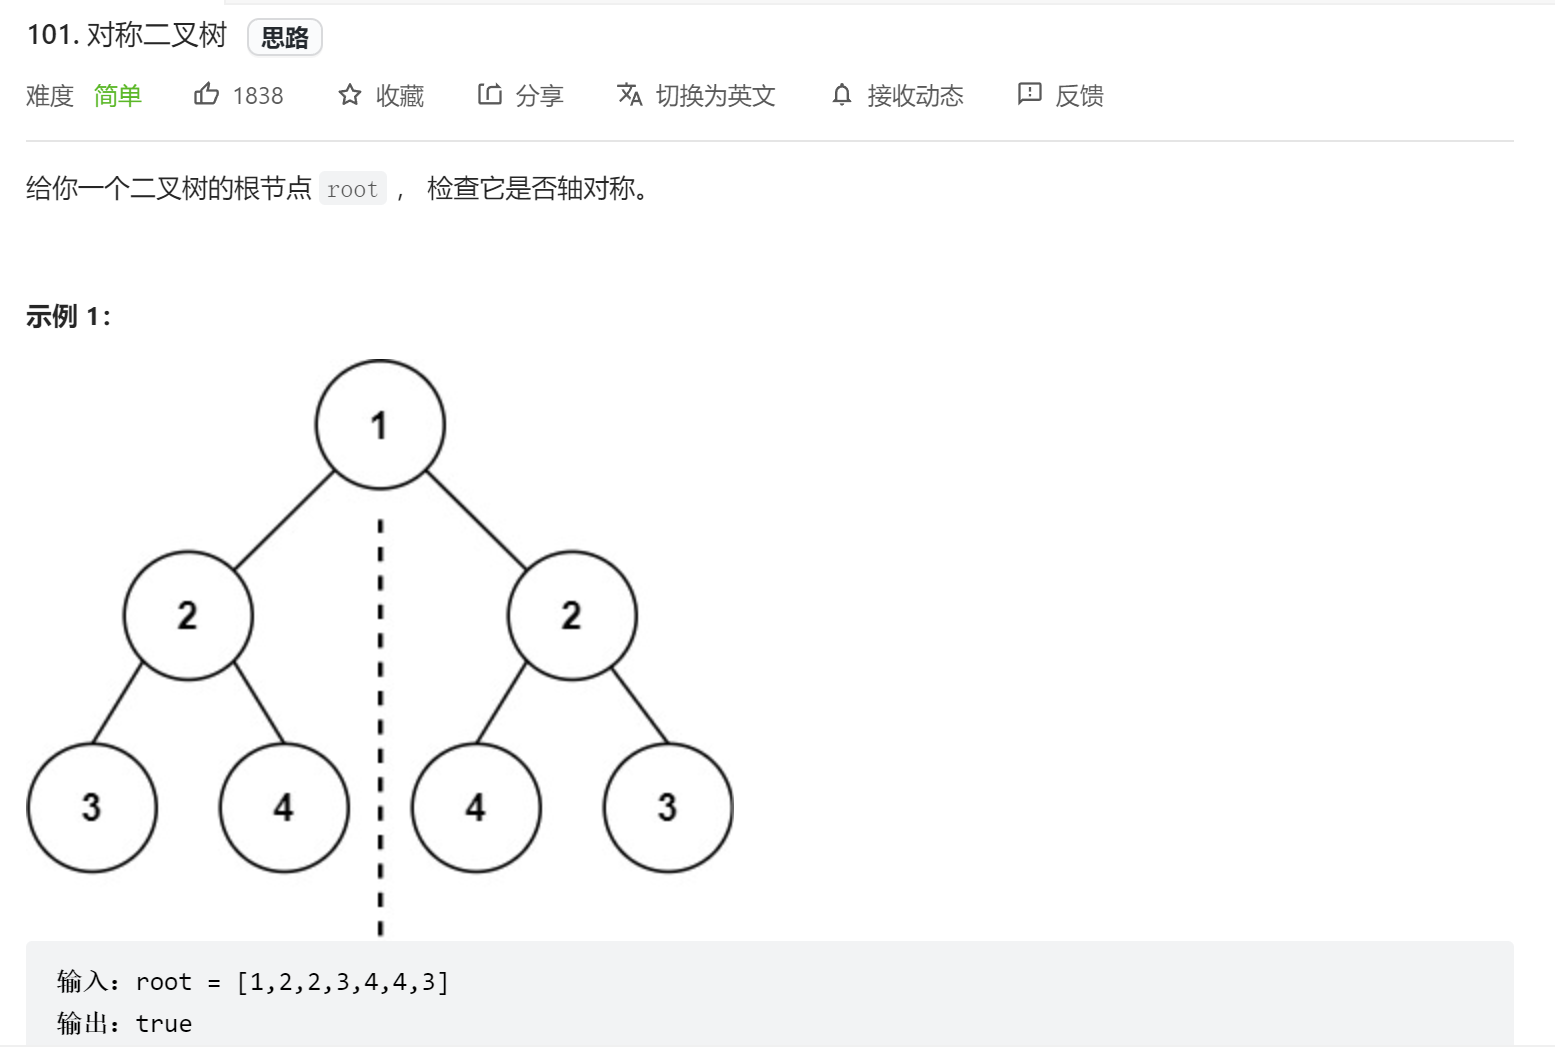 101. 对称二叉树 思路
难度 简单 1838 收藏 分享 切换为英文 接收动态 反馈
给你一个二叉树的根节点 root ， 检查它是否轴对称。
示例 1：
1
2 2
3 4 4 3
输入：root = [1,2,2,3,4,4,3]
输出：true